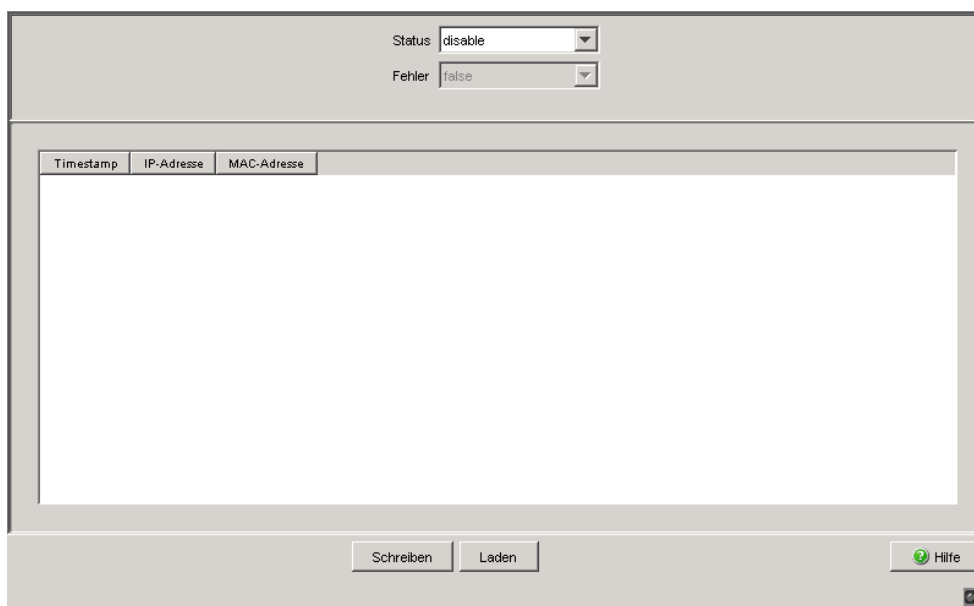 Status disable
Fehler false
Timestamp IP-Adresse MAC-Adresse
Schreiben Laden Hilfe